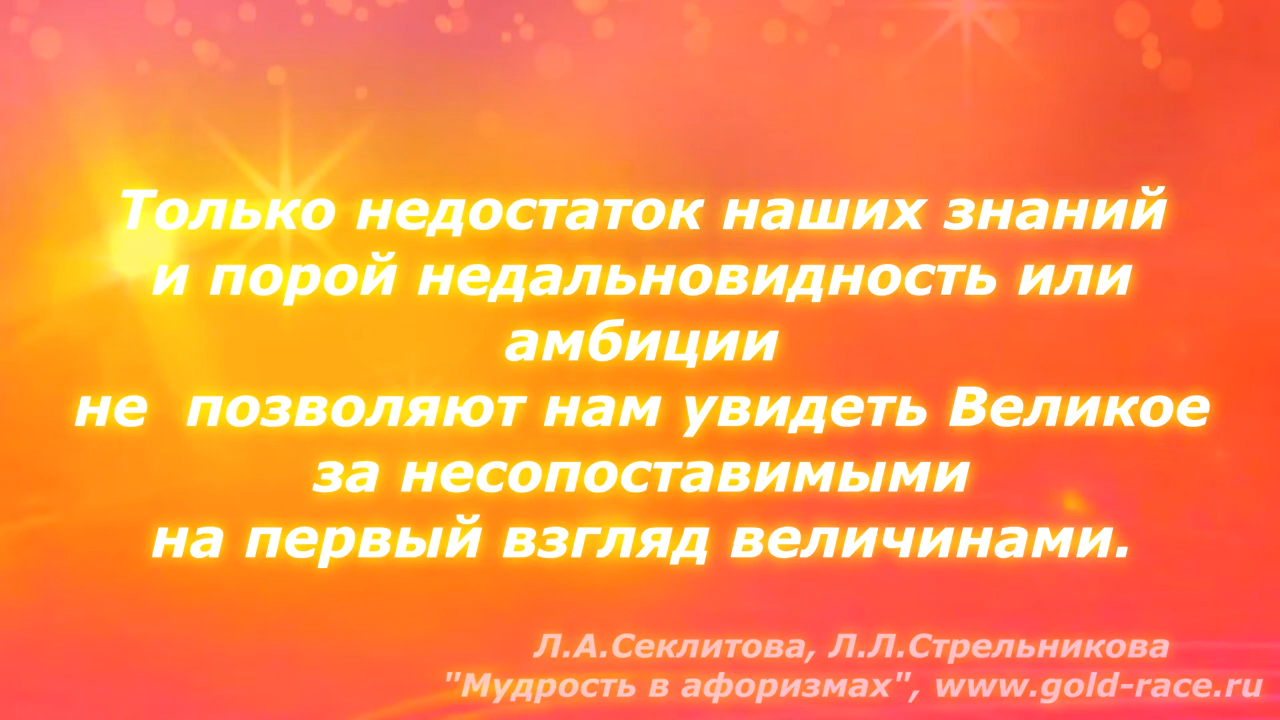 Только недостаток наших знаний
и порой недальновидность или
амбиции
не  позволяют нам увидеть Великое
за несопоставимыми
на первый взгляд величинами.
Л.А.Секлитова, Л.Л.Стрельникова
"Мудрость в афоризмах", www.gold-race.ru